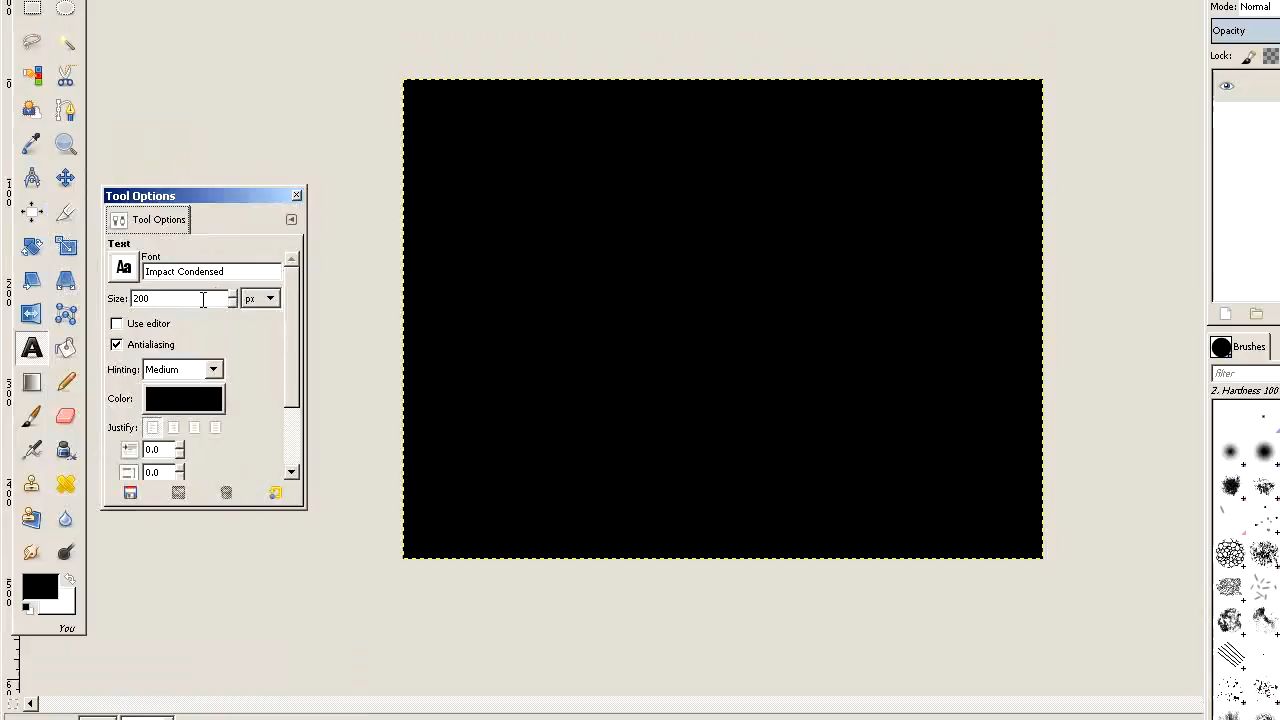 Mode: Normal
Opacity
Lock:
Tool Options
Tool Options
Text
Font
Aa
Impact Condensed
Size: 200
px
Use editor
Antialiasing
Hinting: Medium
Color:
Justify:
0.0
0.0
A
You
Brushes
filter
2. Hardness 100